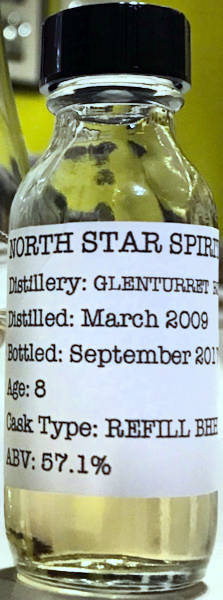 NORTH STAR SPIRI
Distillery: GLENTURRET
Distilled: March 2009
Bottled: September 201
Age: 8
Cask Type: REFILL BHE
ABV: 57.1%